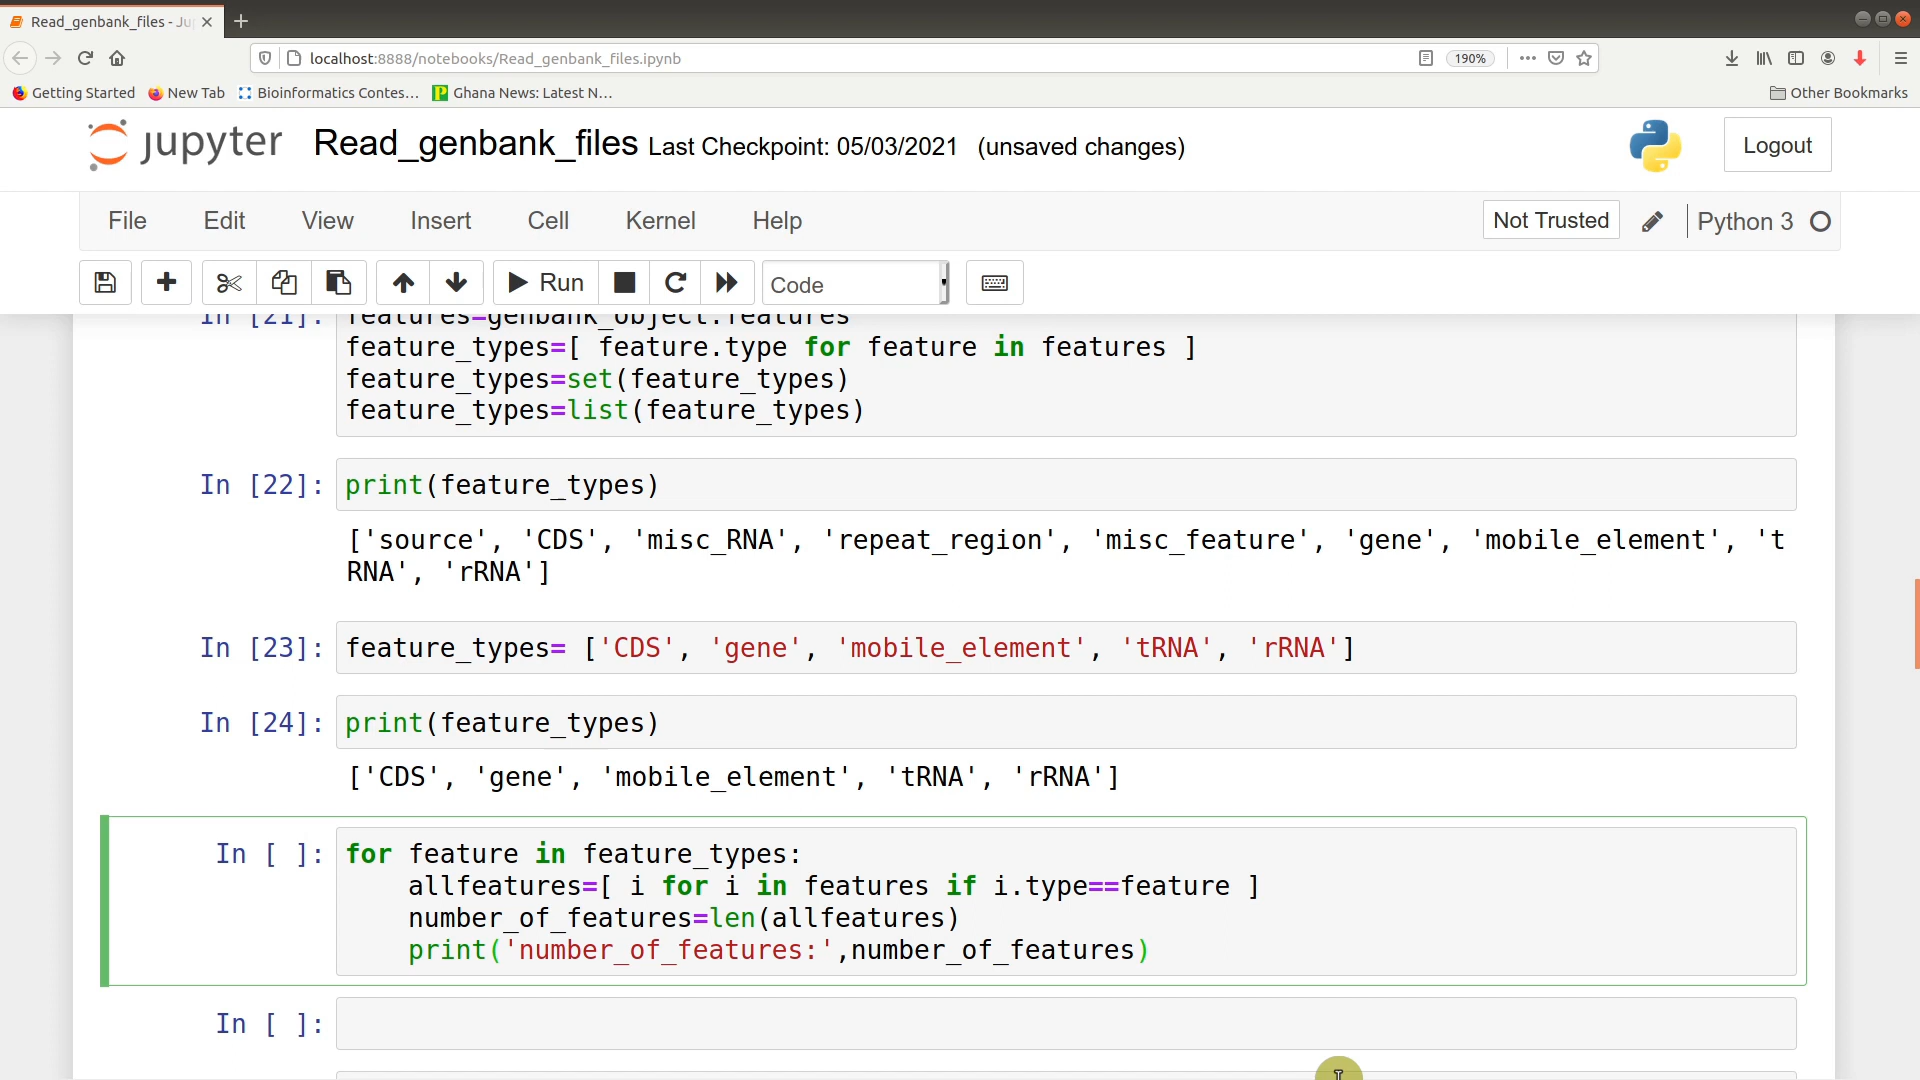 Read_genbank_files - Ju
localhost:8888/notebooks/Read_genbank_files.ipynb
190%
Getting Started
New Tab
Bioinformatics Contes...
Ghana News: Latest N...
Other Bookmarks
jupyter
Read_genbank_files Last Checkpoint: 05/03/2021 (unsaved changes)
Logout
File Edit View Insert Cell Kernel Help
Not Trusted
Python 3
Run
Code
In [21]: features=genbank_object.features
feature_types=[ feature.type for feature in features ]
feature_types=set(feature_types)
feature_types=list(feature_types)
In [22]: print(feature_types)
['source', 'CDS', 'misc_RNA', 'repeat_region', 'misc_feature', 'gene', 'mobile_element', 't
RNA', 'rRNA']
In [23]: feature_types= ['CDS', 'gene', 'mobile_element', 'tRNA', 'rRNA']
In [24]: print(feature_types)
['CDS', 'gene', 'mobile_element', 'tRNA', 'rRNA']
In [ ]: for feature in feature_types:
allfeatures=[ i for i in features if i.type==feature ]
number_of_features=len(allfeatures)
print('number_of_features:',number_of_features)
In [ ]: